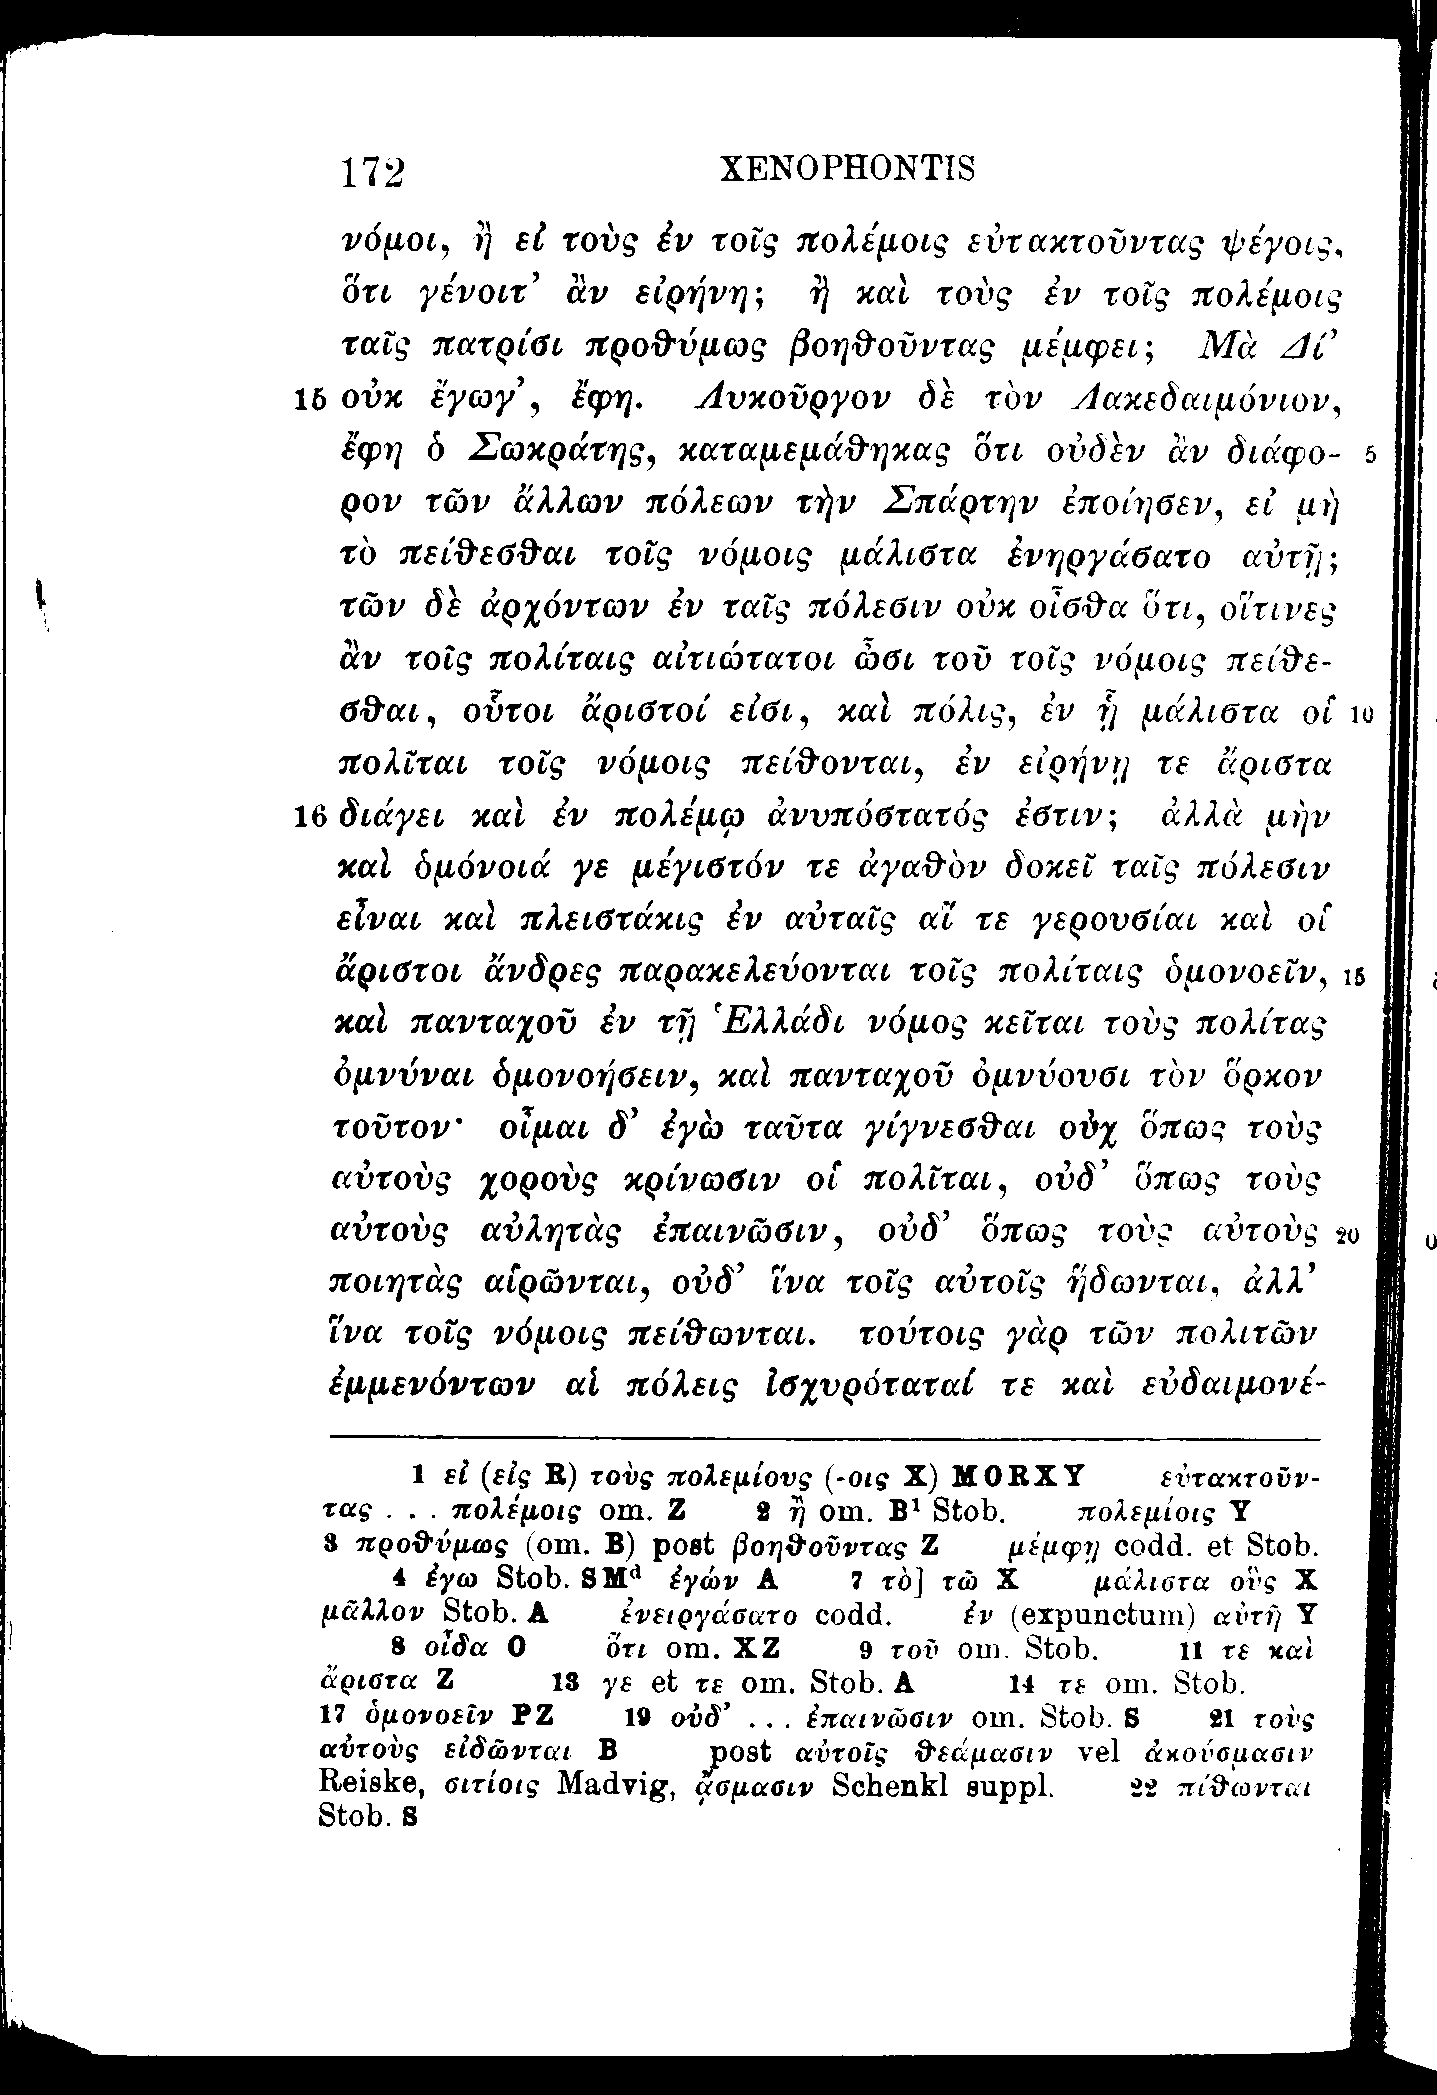 172 XENOPHONTIS
νόμοι, ἢ εἰ τοὺς ἐν τοῖς πολέμοις εὐτακτοῦντας ψέγοις,
ὅτι γένοιτ’ ἂν εἰρήνη; ἢ καὶ τοὺς ἐν τοῖς πολέμοις
ταῖς πατρίσι προθύμως βοηθοῦντας μέμφει; Μὰ Δί’
15 οὐκ ἔγωγ’, ἔφη. Λυκοῦργον δὲ τὸν Λακεδαιμόνιον,
ἔφη ὁ Σωκράτης, καταμεμάθηκας ὅτι οὐδὲν ἂν διάφο- 5
ρον τῶν ἄλλων πόλεων τὴν Σπάρτην ἐποίησεν, εἰ μὴ
τὸ πείθεσθαι τοῖς νόμοις μάλιστα ἐνηργάσατο αὐτῇ;
τῶν δὲ ἀρχόντων ἐν ταῖς πόλεσιν οὐκ οἶσθα ὅτι, οἵτινες
ἂν τοῖς πολίταις αἰτιώτατοι ὦσι τοῦ τοῖς νόμοις πείθε-
σθαι, οὗτοι ἄριστοί εἰσι, καὶ πόλις, ἐν ᾗ μάλιστα οἱ 10
πολῖται τοῖς νόμοις πείθονται, ἐν εἰρήνῃ τε ἄριστα
16 διάγει καὶ ἐν πολέμῳ ἀνυπόστατός ἐστιν; ἀλλὰ μὴν
καὶ ὁμόνοιά γε μέγιστόν τε ἀγαθὸν δοκεῖ ταῖς πόλεσιν
εἶναι καὶ πλειστάκις ἐν αὐταῖς αἵ τε γερουσίαι καὶ οἱ
ἄριστοι ἄνδρες παρακελεύονται τοῖς πολίταις ὁμονοεῖν, 15
καὶ πανταχοῦ ἐν τῇ Ἑλλάδι νόμος κεῖται τοὺς πολίτας
ὀμνύναι ὁμονοήσειν, καὶ πανταχοῦ ὀμνύουσι τὸν ὅρκον
τοῦτον· οἶμαι δ’ ἐγὼ ταῦτα γίγνεσθαι οὐχ ὅπως τοὺς
αὐτοὺς χοροὺς κρίνωσιν οἱ πολῖται, οὐδ’ ὅπως τοὺς
αὐτοὺς αὐλητὰς ἐπαινῶσιν, οὐδ’ ὅπως τοὺς αὐτοὺς 20
ποιητὰς αἱρῶνται, οὐδ’ ἵνα τοῖς αὐτοῖς ἥδωνται, ἀλλ’
ἵνα τοῖς νόμοις πείθωνται. τούτοις γὰρ τῶν πολιτῶν
ἐμμενόντων αἱ πόλεις ἰσχυρόταταί τε καὶ εὐδαιμονέ-
1 εἰ (εἰς R) τοὺς πολεμίους (-οις X) MORXY εὐτακτοῦν-
τας . . . πολέμοις om. Z 2 ἢ om. B¹ Stob. πολεμίοις Y
3 προθύμως (om. B) post βοηθοῦντας Z μέμφῃ codd. et Stob.
4 ἐγω Stob. SMᵈ ἐγών A 7 τὸ] τῶ X μάλιστα οὓς X
μᾶλλον Stob. A ἐνειργάσατο codd. ἐν (expunctum) αὐτῇ Y
8 οἶδα O ὅτι om. XZ 9 τοῦ om. Stob. 11 τε καὶ
ἄριστα Z 13 γε et τε om. Stob. A 14 τε om. Stob.
17 ὁμονοεῖν PZ 19 οὐδ’ ... ἐπαινῶσιν om. Stob. S 21 τοὺς
αὐτοὺς εἰδῶνται B post αὐτοῖς θεάμασιν vel ἀκούσμασιν
Reiske, σιτίοις Madvig, ᾄσμασιν Schenkl suppl. 22 πίθωνται
Stob. S